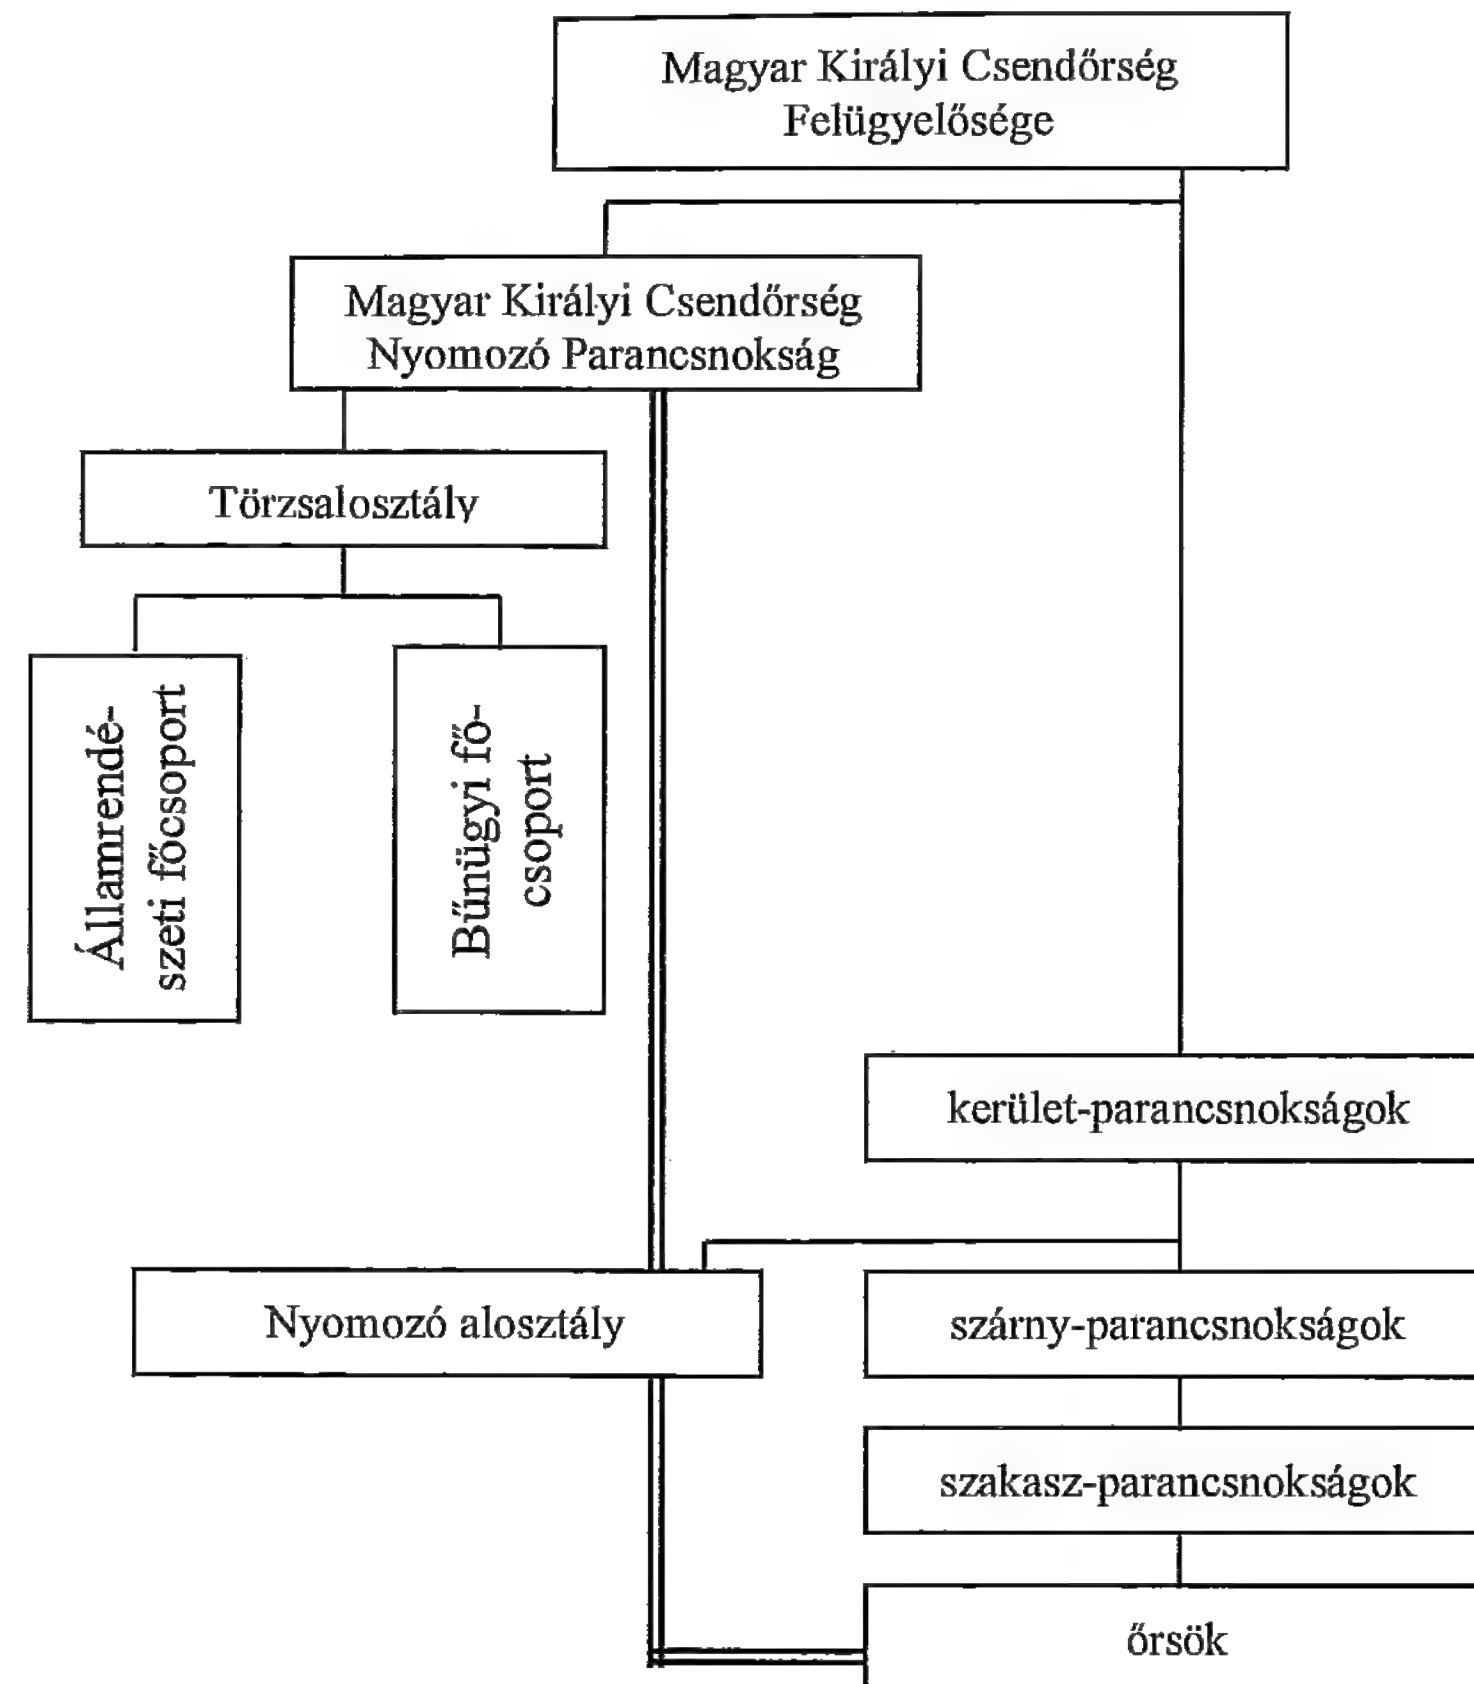 Magyar Királyi Csendőrség
Felügyelősége
Magyar Királyi Csendőrség
Nyomozó Parancsnokság
Törzsalosztály
Államrendé-
szeti főcsoport
Bűnügyi fő-
csoport
kerület-parancsnokságok
Nyomozó alosztály
szárny-parancsnokságok
szakasz-parancsnokságok
őrsök